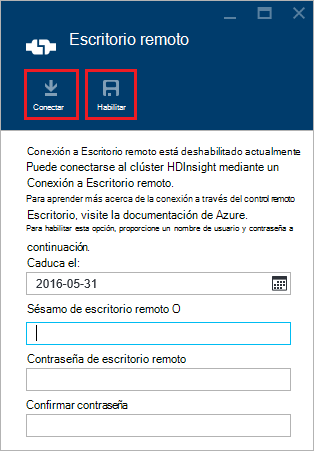 Escritorio remoto
Conectar
Habilitar
Conexión a Escritorio remoto está deshabilitado actualmente
Puede conectarse al clúster HDInsight mediante un
Conexión a Escritorio remoto.
Para aprender más acerca de la conexión a través del control remoto
Escritorio, visite la documentación de Azure.
Para habilitar esta opción, proporcione un nombre de usuario y contraseña a
continuación.
Caduca el:
2016-05-31
Sésamo de escritorio remoto O
Contraseña de escritorio remoto
Confirmar contraseña